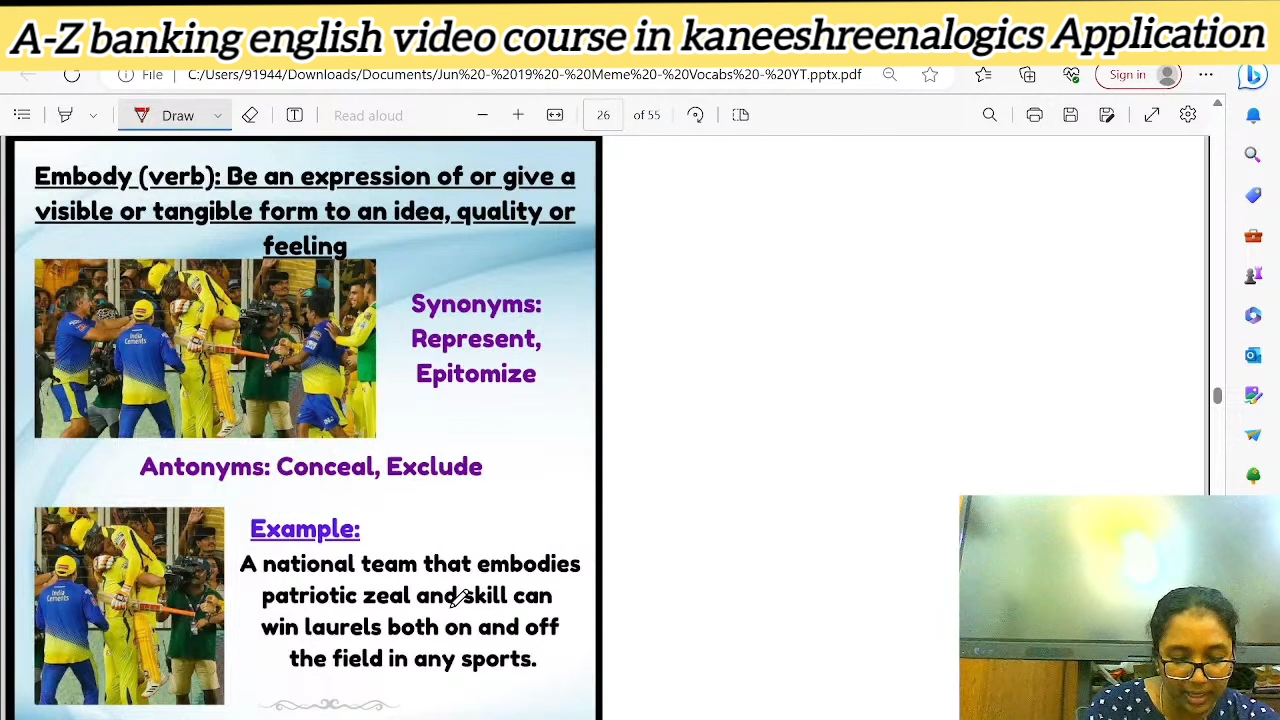 A-Z banking english video course in kaneeshreenalogics Application
File C:/Users/91944/Downloads/Documents/Jun%20-%2019%20-%20Meme%20-%20Vocabs%20-%20YT.pptx.pdf Sign in
Draw Read aloud 26 of 55
Embody (verb): Be an expression of or give a
visible or tangible form to an idea, quality or
feeling
Synonyms:
Represent,
Epitomize
India
Cements
Antonyms: Conceal, Exclude
Example:
A national team that embodies
patriotic zeal and skill can
win laurels both on and off
the field in any sports.
India
Cements